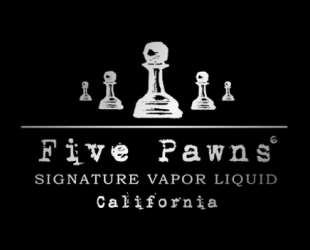 Five Pawns©
SIGNATURE VAPOR LIQUID
California